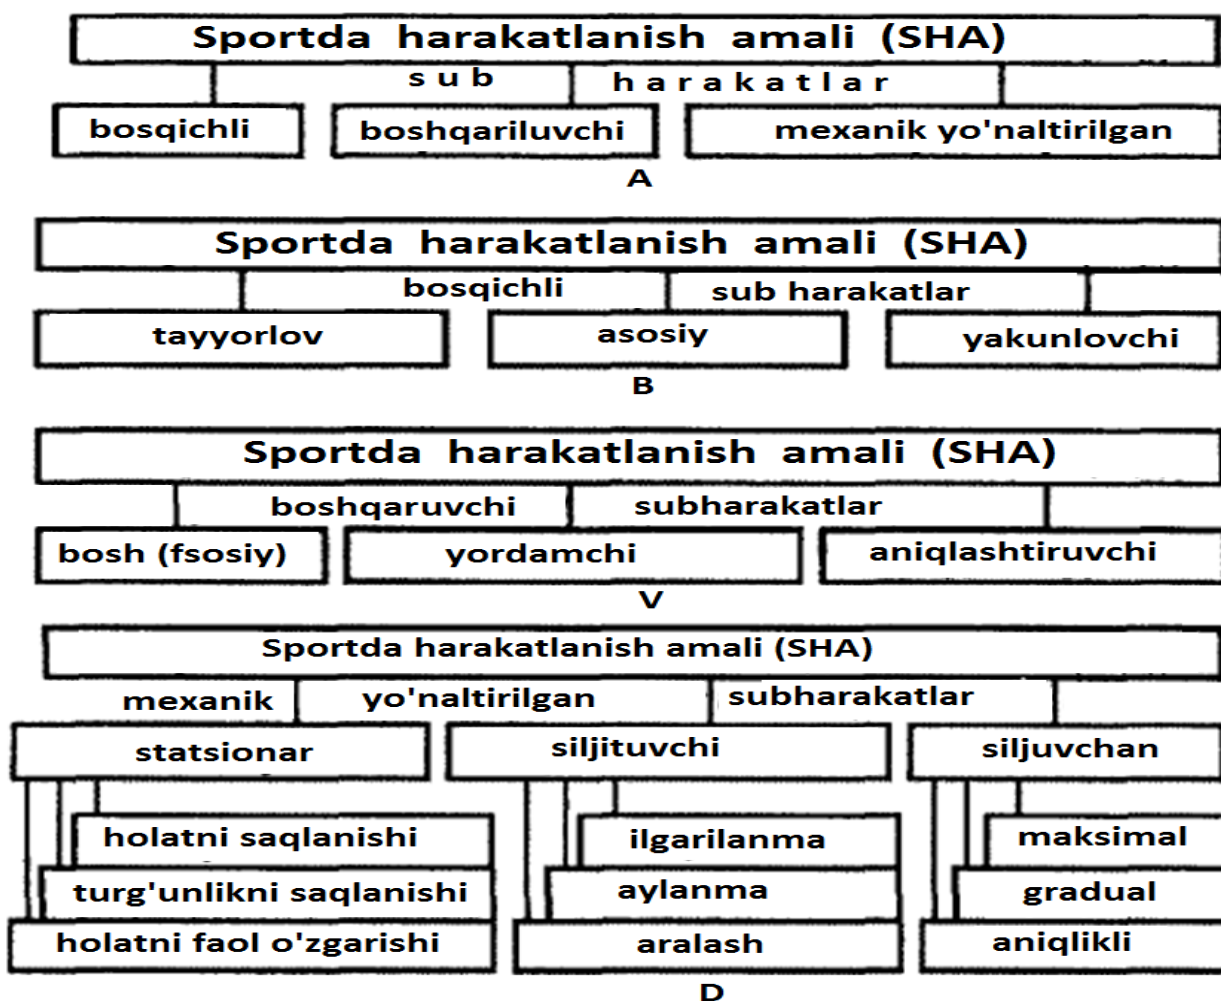 Sportda harakatlanish amali (SHA)
sub harakatlar
bosqichli boshqariluvchi mexanik yo'naltirilgan
A
Sportda harakatlanish amali (SHA)
bosqichli sub harakatlar
tayyorlov asosiy yakunlovchi
B
Sportda harakatlanish amali (SHA)
boshqaruvchi subharakatlar
bosh (fsosiy) yordamchi aniqlashtiruvchi
V
Sportda harakatlanish amali (SHA)
mexanik yo'naltirilgan subharakatlar
statsionar siljituvchi siljuvchan
holatni saqlanishi ilgarilanma maksimal
turg'unlikni saqlanishi aylanma gradual
holatni faol o'zgarishi aralash aniqlikli
D